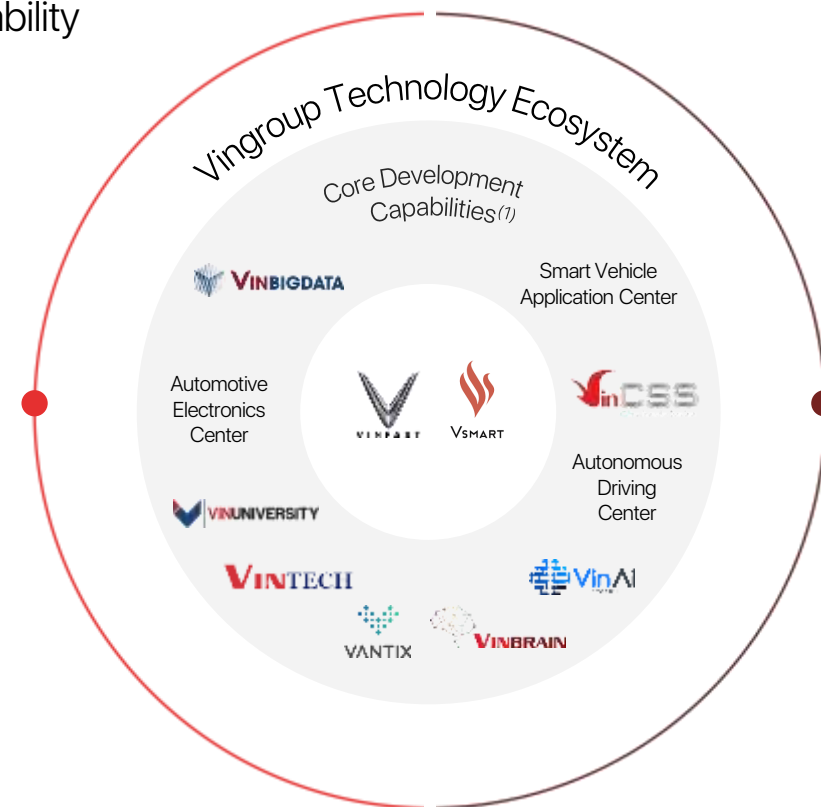 ability
Vingroup Technology Ecosystem
Core Development
Capabilities(1)
VINBIGDATA
Smart Vehicle
Application Center
Automotive
Electronics
Center
VINFAST
VSMART
VinCSS
Autonomous
Driving
Center
VINUNIVERSITY
VINTECH
VinAI
VANTIX
VINBRAIN